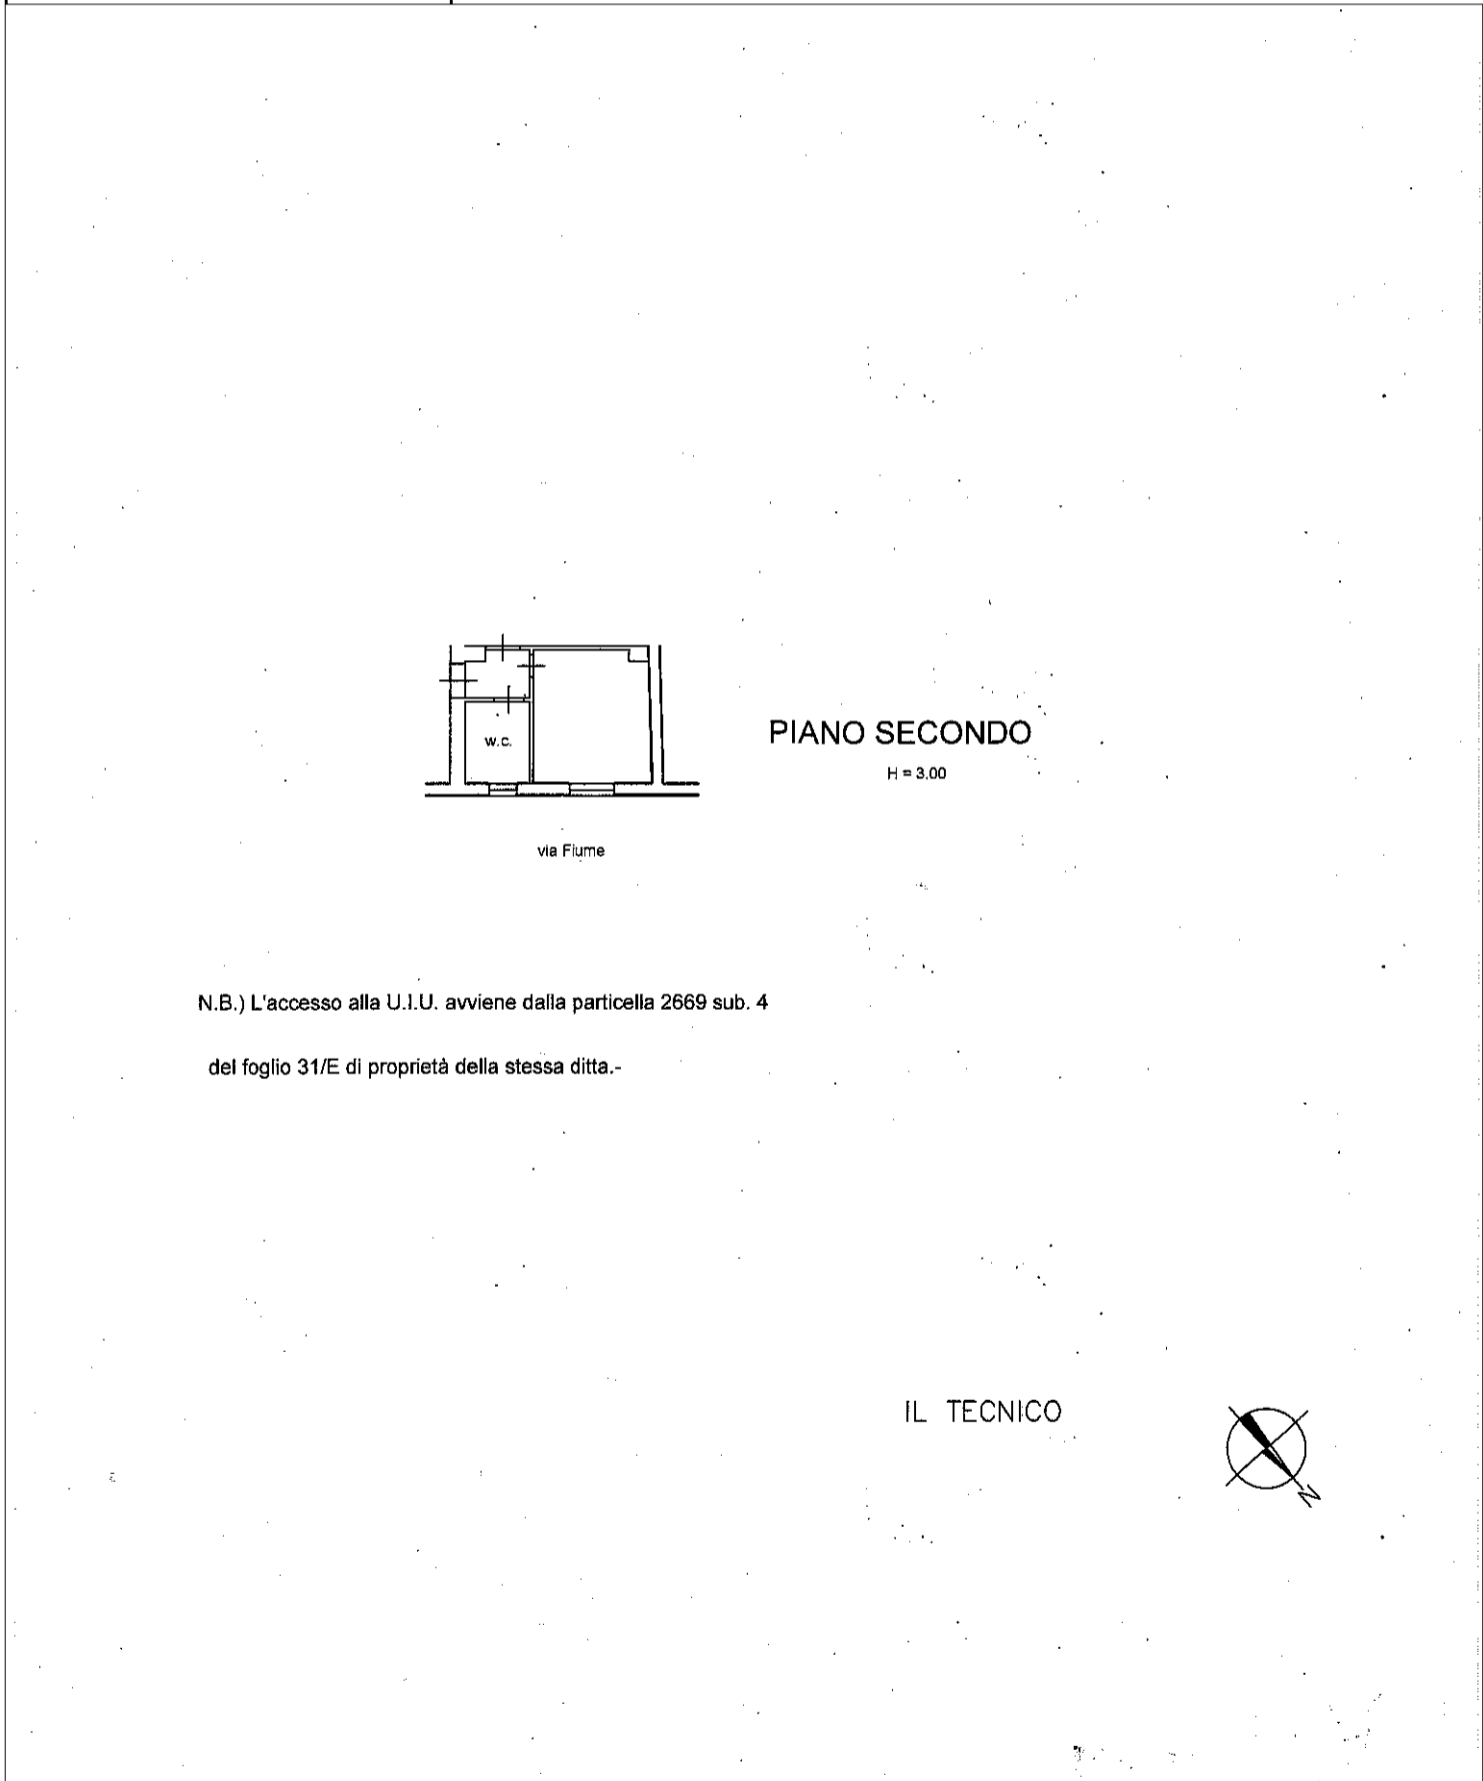 w.c.
PIANO SECONDO
H = 3.00
via Fiume
N.B.) L'accesso alla U.I.U. avviene dalla particella 2669 sub. 4
del foglio 31/E di proprietà della stessa ditta.-
IL TECNICO
N